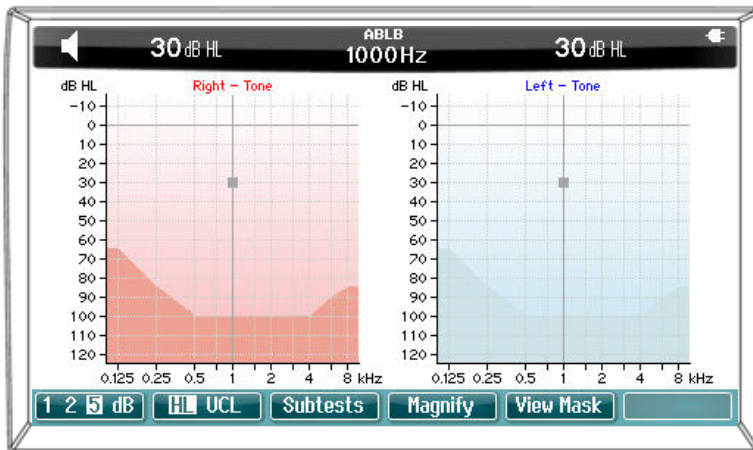 ABLB
30 dB HL 1000Hz 30 dB HL
dB HL Right – Tone dB HL Left – Tone
-10 -10
0 0
10 10
20 20
30 30
40 40
50 50
60 60
70 70
80 80
90 90
100 100
110 110
120 120
0.125 0.25 0.5 1 2 4 8 kHz 0.125 0.25 0.5 1 2 4 8 kHz
1 2 5 dB HL UCL Subtests Magnify View Mask